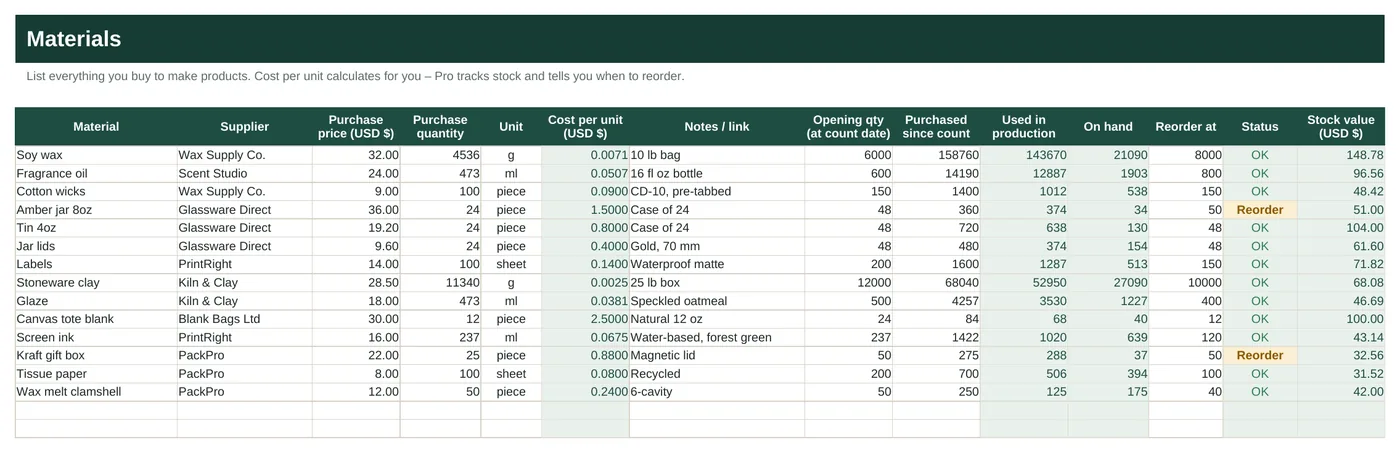 Materials
List everything you buy to make products. Cost per unit calculates for you – Pro tracks stock and tells you when to reorder.
Material Supplier Purchase price (USD $) Purchase quantity Unit Cost per unit (USD $) Notes / link Opening qty (at count date) Purchased since count Used in production On hand Reorder at Status Stock value (USD $)
Soy wax Wax Supply Co. 32.00 4536 g 0.0071 10 lb bag 6000 158760 143670 21090 8000 OK 148.78
Fragrance oil Scent Studio 24.00 473 ml 0.0507 16 fl oz bottle 600 14190 12887 1903 800 OK 96.56
Cotton wicks Wax Supply Co. 9.00 100 piece 0.0900 CD-10, pre-tabbed 150 1400 1012 538 150 OK 48.42
Amber jar 8oz Glassware Direct 36.00 24 piece 1.5000 Case of 24 48 360 374 34 50 Reorder 51.00
Tin 4oz Glassware Direct 19.20 24 piece 0.8000 Case of 24 48 720 638 130 48 OK 104.00
Jar lids Glassware Direct 9.60 24 piece 0.4000 Gold, 70 mm 48 480 374 154 48 OK 61.60
Labels PrintRight 14.00 100 sheet 0.1400 Waterproof matte 200 1600 1287 513 150 OK 71.82
Stoneware clay Kiln & Clay 28.50 11340 g 0.0025 25 lb box 12000 68040 52950 27090 10000 OK 68.08
Glaze Kiln & Clay 18.00 473 ml 0.0381 Speckled oatmeal 500 4257 3530 1227 400 OK 46.69
Canvas tote blank Blank Bags Ltd 30.00 12 piece 2.5000 Natural 12 oz 24 84 68 40 12 OK 100.00
Screen ink PrintRight 16.00 237 ml 0.0675 Water-based, forest green 237 1422 1020 639 120 OK 43.14
Kraft gift box PackPro 22.00 25 piece 0.8800 Magnetic lid 50 275 288 37 50 Reorder 32.56
Tissue paper PackPro 8.00 100 sheet 0.0800 Recycled 200 700 506 394 100 OK 31.52
Wax melt clamshell PackPro 12.00 50 piece 0.2400 6-cavity 50 250 125 175 40 OK 42.00